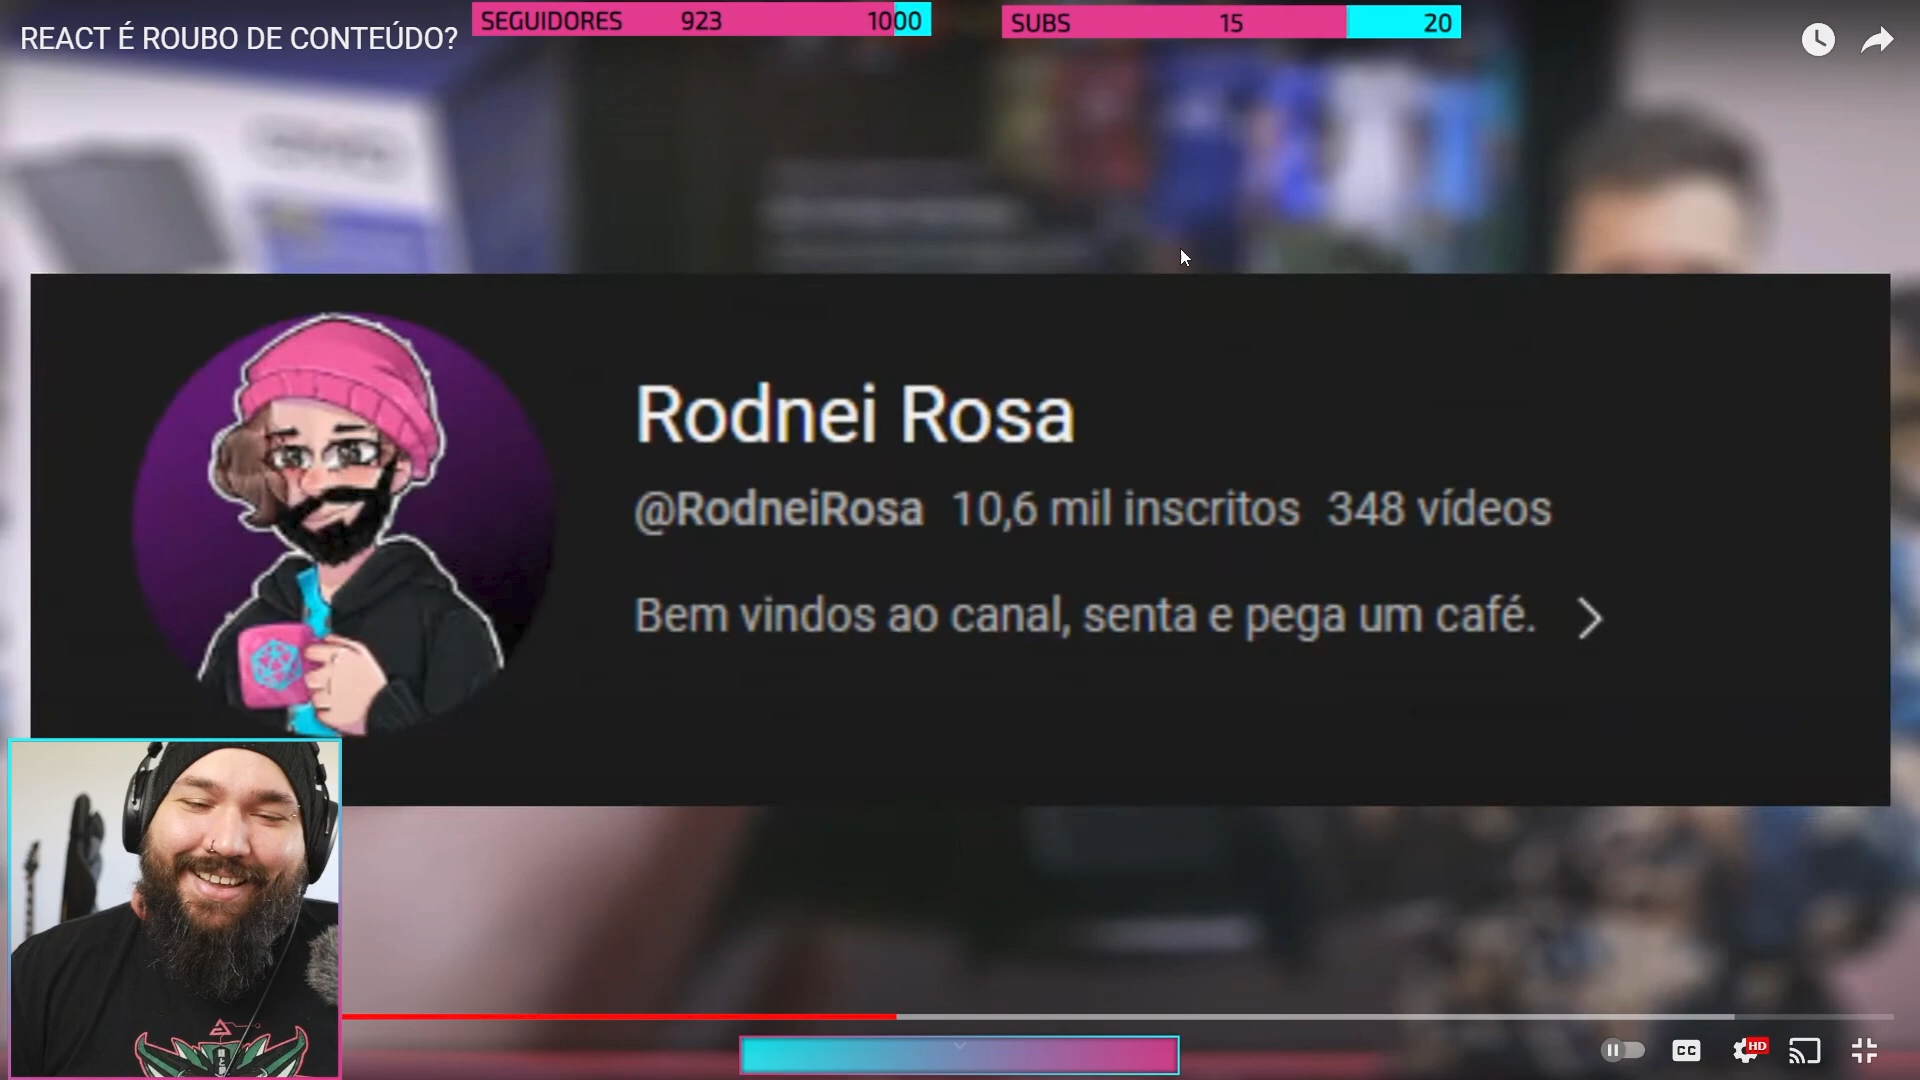 REACT É ROUBO DE CONTEÚDO?
SEGUIDORES 923 1000
SUBS 15 20
Rodnei Rosa
@RodneiRosa 10,6 mil inscritos 348 vídeos
Bem vindos ao canal, senta e pega um café.
CC
HD